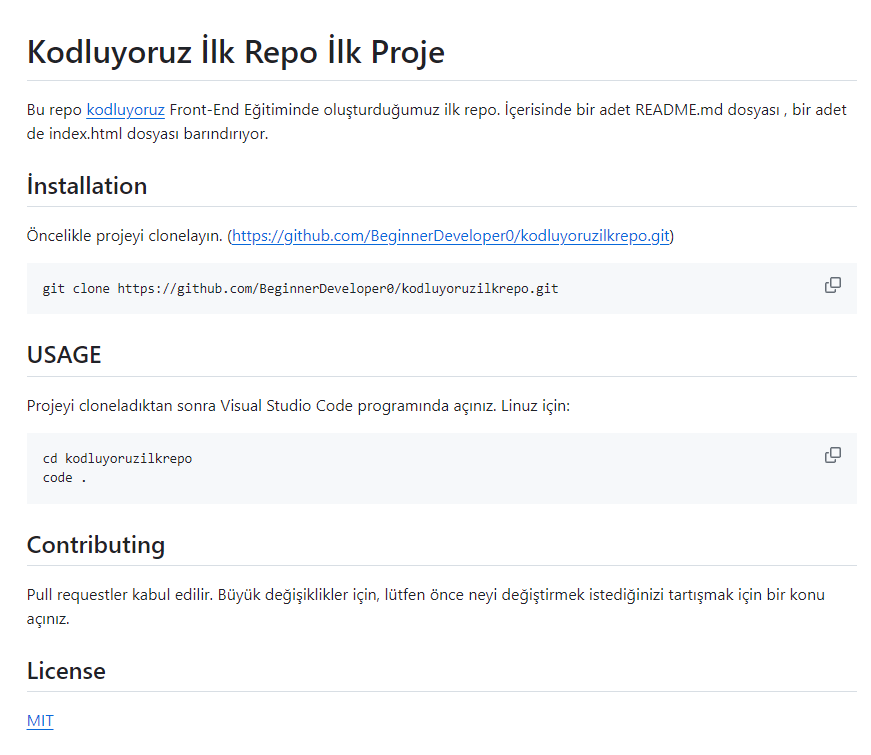 Kodluyoruz İlk Repo İlk Proje
Bu repo kodluyoruz Front-End Eğitiminde oluşturduğumuz ilk repo. İçerisinde bir adet README.md dosyası , bir adet
de index.html dosyası barındırıyor.
İnstallation
Öncelikle projeyi clonelayın. (https://github.com/BeginnerDeveloper0/kodluyoruzilkrepo.git)
git clone https://github.com/BeginnerDeveloper0/kodluyoruzilkrepo.git
USAGE
Projeyi cloneladıktan sonra Visual Studio Code programında açınız. Linuz için:
cd kodluyoruzilkrepo
code .
Contributing
Pull requestler kabul edilir. Büyük değişiklikler için, lütfen önce neyi değiştirmek istediğinizi tartışmak için bir konu
açınız.
License
MIT